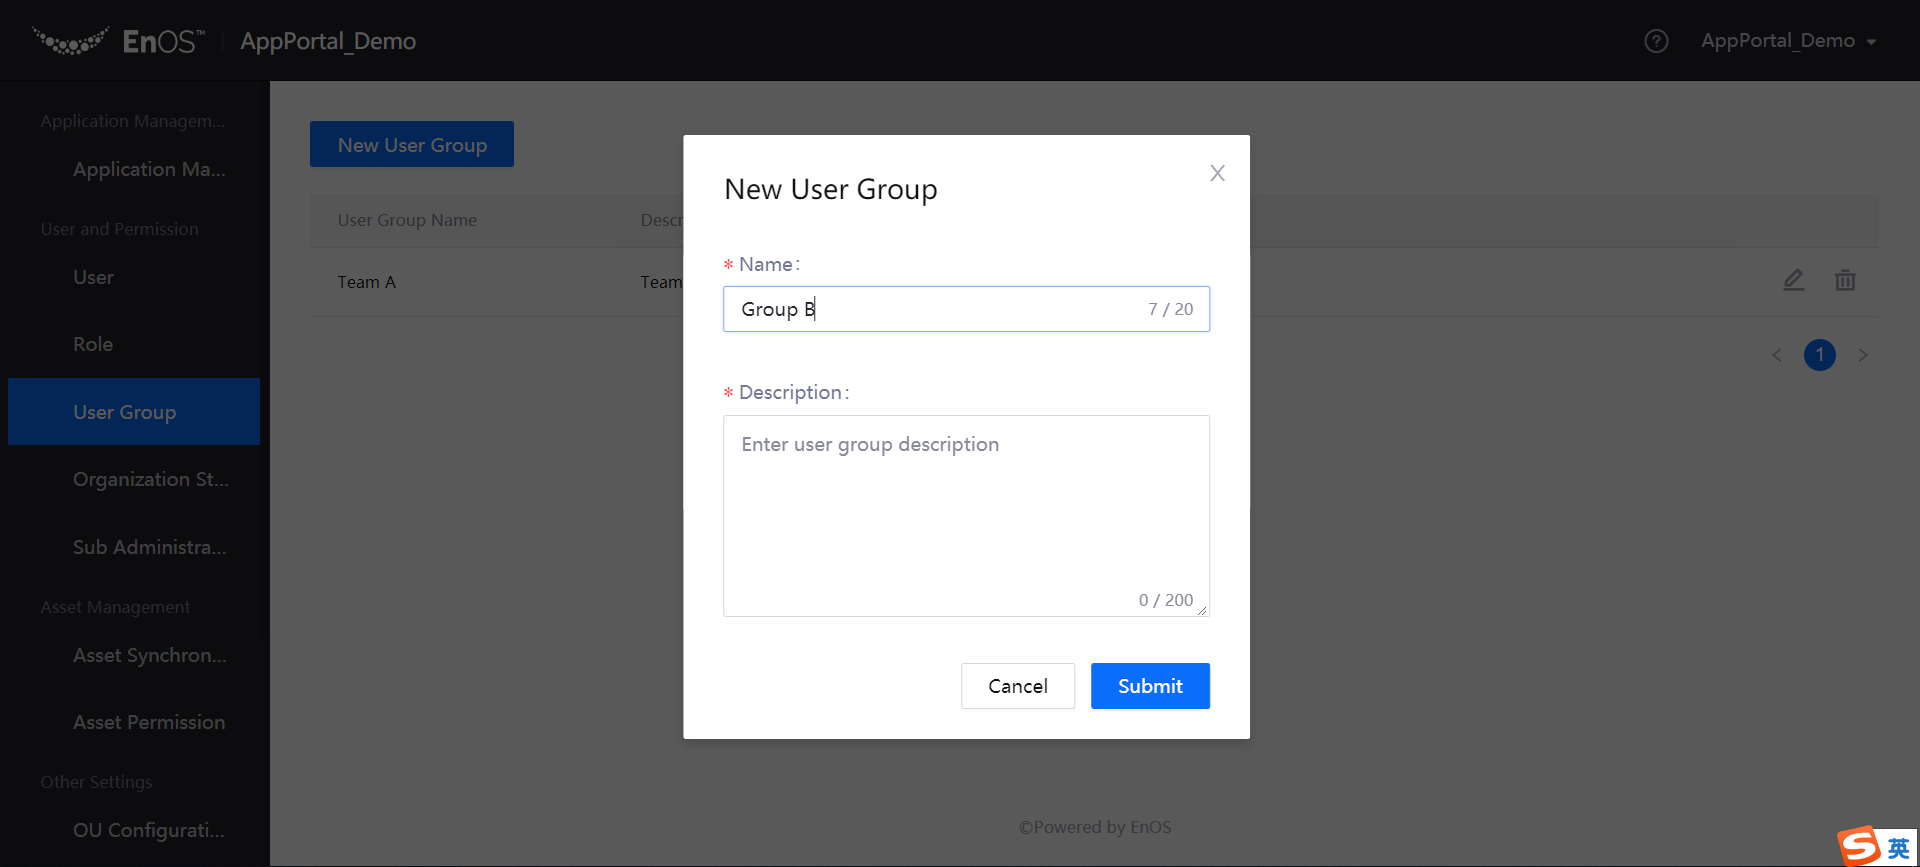 EnOS™ AppPortal_Demo
? AppPortal_Demo
Application Managem...
Application Ma...
User and Permission
User
Role
User Group
Organization St...
Sub Administra...
Asset Management
Asset Synchron...
Asset Permission
Other Settings
OU Configurati...
New User Group
User Group Name Descr
Team A Team
< 1 >
New User Group X
* Name:
Group B 7 / 20
* Description:
Enter user group description
0 / 200
Cancel Submit
©Powered by EnOS
S 英